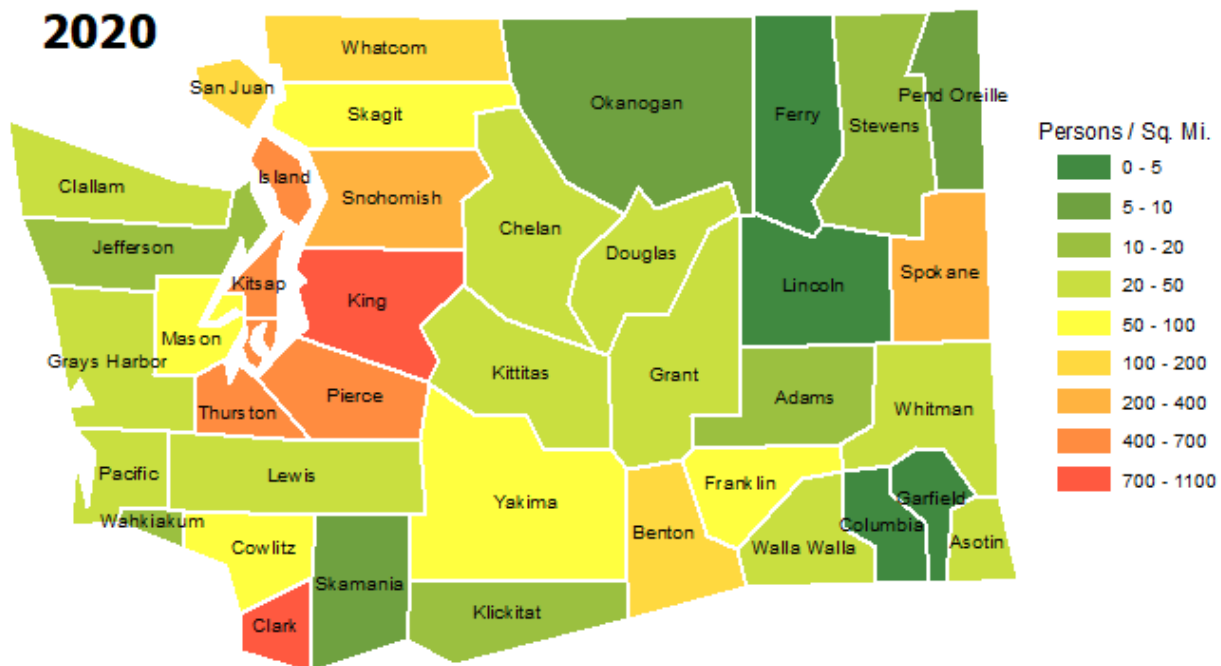 2020
Whatcom
San Juan
Okanogan
Pend Oreille
Skagit
Ferry
Stevens
Persons / Sq. Mi.
0 - 5
Island
Clallam
Snohomish
5 - 10
Chelan
Jefferson
Douglas
10 - 20
Kitsap
King
Lincoln
Spokane
20 - 50
Mason
50 - 100
Grays Harbor
Kittitas
Grant
100 - 200
Pierce
Adams
Thurston
Whitman
200 - 400
400 - 700
Pacific
Lewis
Franklin
700 - 1100
Yakima
Garfield
Wahkiakum
Columbia
Benton
Cowlitz
Walla Walla
Asotin
Skamania
Klickitat
Clark